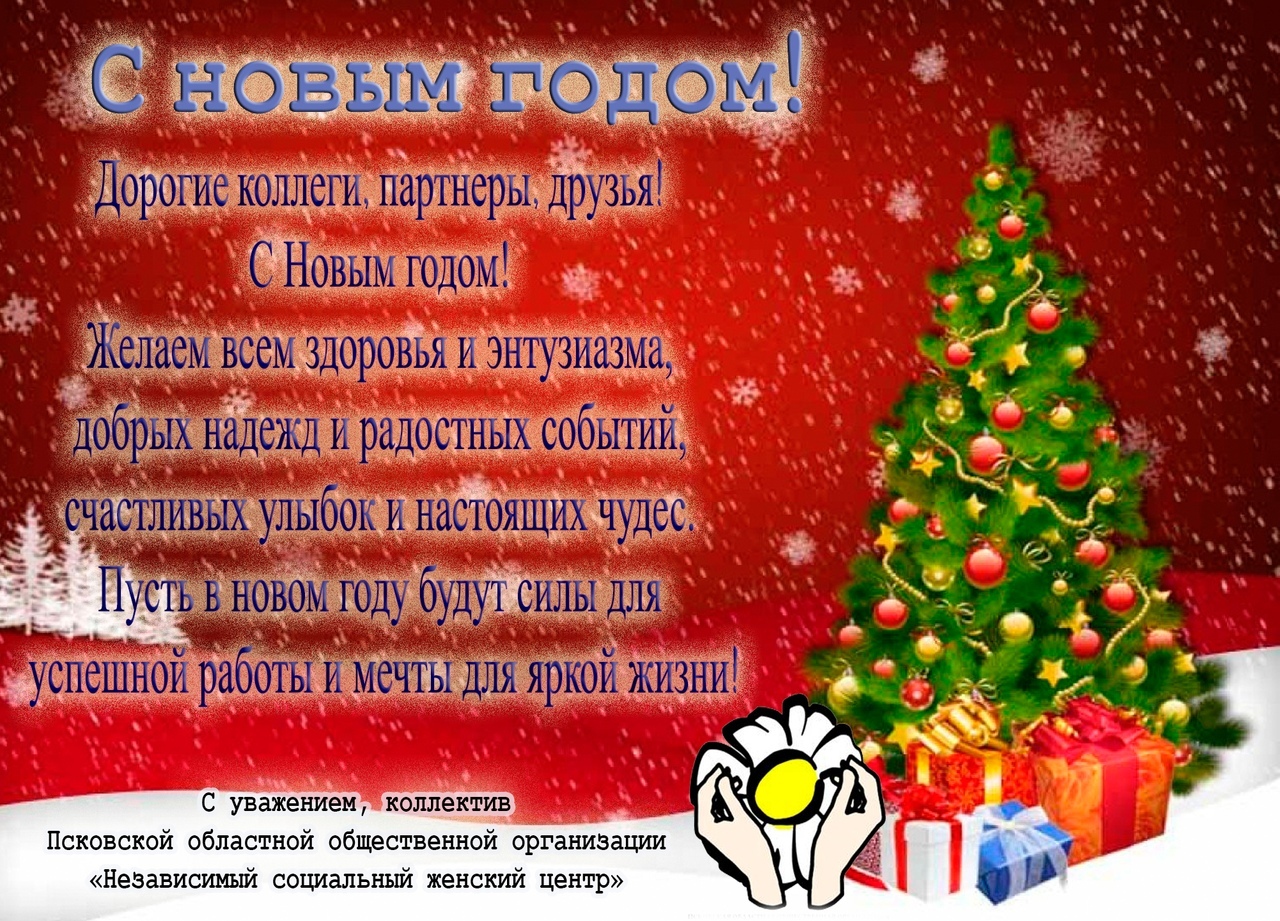 С новым годом!
Дорогие коллеги, партнеры, друзья!
С Новым годом!
Желаем всем здоровья и энтузиазма,
добрых надежд и радостных событий,
счастливых улыбок и настоящих чудес.
Пусть в новом году будут силы для
успешной работы и мечты для яркой жизни!
С уважением, коллектив
Псковской областной общественной организации
«Независимый социальный женский центр»